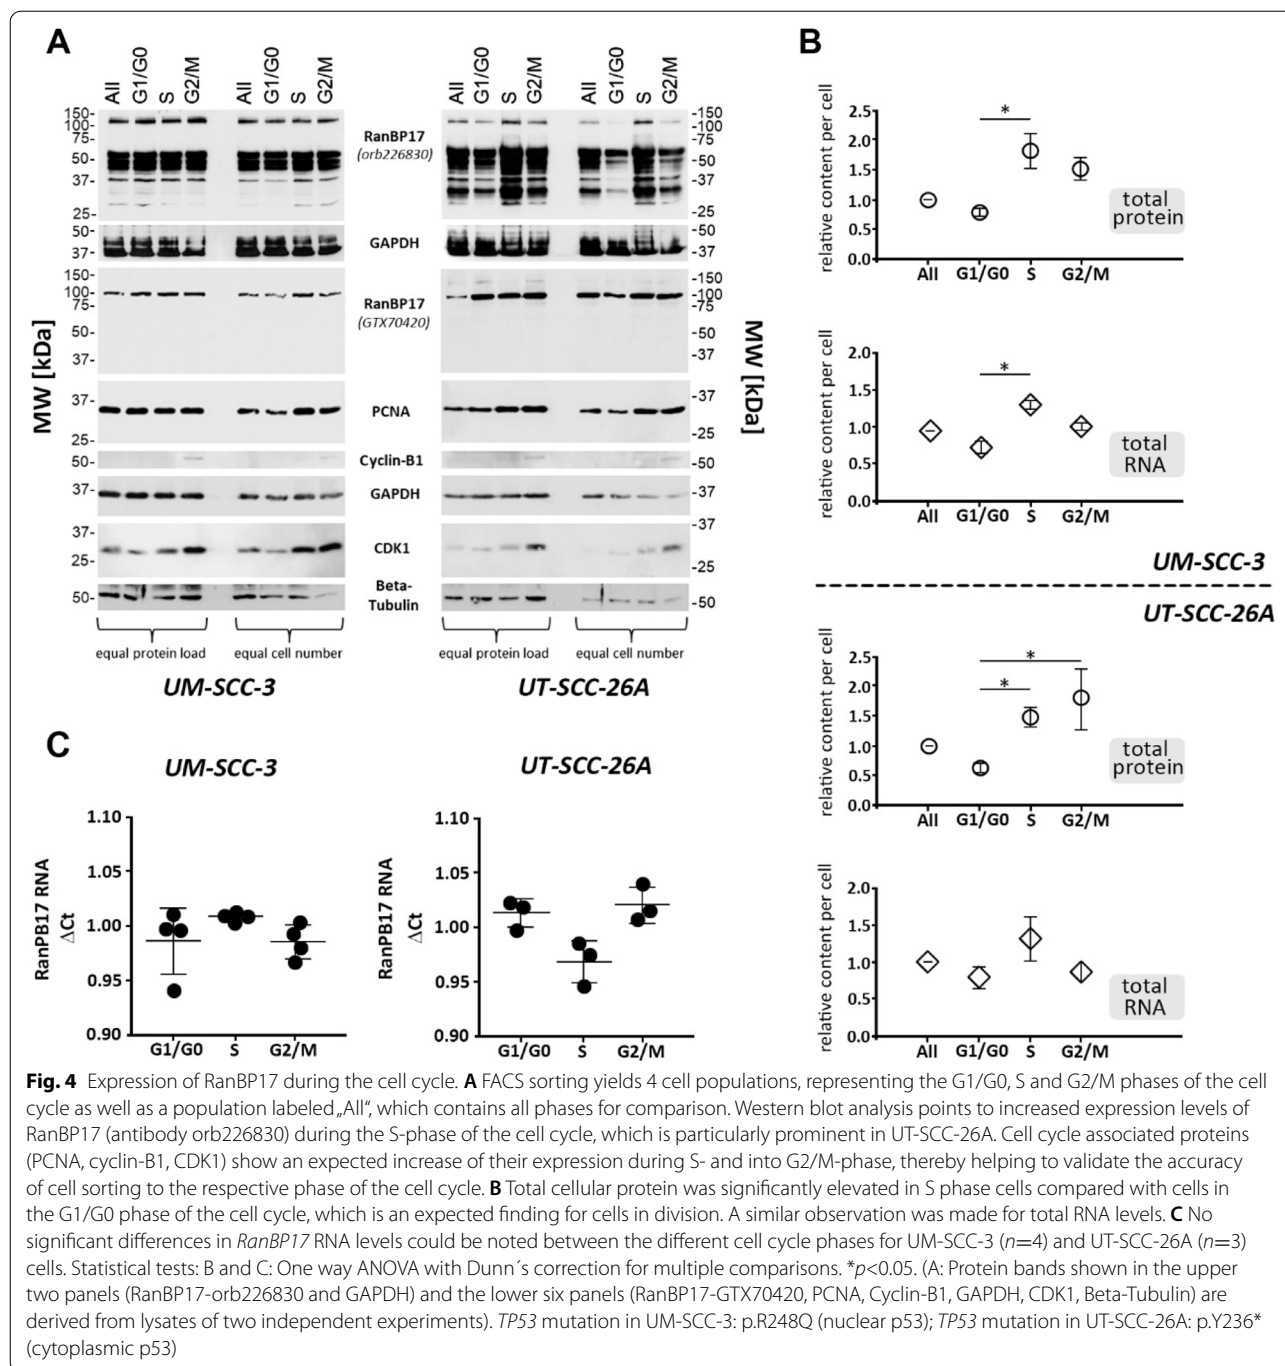 A
All G1/G0 S G2/M All G1/G0 S G2/M
All G1/G0 S G2/M All G1/G0 S G2/M
150-
100-
75-
50-
37-
25-
RanBP17
(orb226830)
-150
-100
-75
-50
-37
-25
50-
37-
GAPDH
-50
-37
150-
100-
75-
50-
37-
RanBP17
(GTX70420)
-150
-100
-75
-50
-37
MW [kDa]
MW [kDa]
37-
25-
PCNA
-37
-25
50-
Cyclin-B1
-50
37-
GAPDH
-37
37-
25-
CDK1
-37
-25
50-
Beta-
Tubulin
-50
equal protein load equal cell number
equal protein load equal cell number
UM-SCC-3
UT-SCC-26A
B
relative content per cell
2.5
2.0
1.5
1.0
0.5
0.0
*
All G1/G0 S G2/M
total
protein
relative content per cell
2.0
1.5
1.0
0.5
0.0
*
All G1/G0 S G2/M
total
RNA
UM-SCC-3
UT-SCC-26A
relative content per cell
2.5
2.0
1.5
1.0
0.5
0.0
*
*
All G1/G0 S G2/M
total
protein
relative content per cell
2.0
1.5
1.0
0.5
0.0
All G1/G0 S G2/M
total
RNA
C
UM-SCC-3
RanPB17 RNA
ΔCt
1.10
1.05
1.00
0.95
0.90
G1/G0 S G2/M
UT-SCC-26A
RanPB17 RNA
ΔCt
1.10
1.05
1.00
0.95
0.90
G1/G0 S G2/M
Fig. 4 Expression of RanBP17 during the cell cycle. A FACS sorting yields 4 cell populations, representing the G1/G0, S and G2/M phases of the cell
cycle as well as a population labeled „All“, which contains all phases for comparison. Western blot analysis points to increased expression levels of
RanBP17 (antibody orb226830) during the S-phase of the cell cycle, which is particularly prominent in UT-SCC-26A. Cell cycle associated proteins
(PCNA, cyclin-B1, CDK1) show an expected increase of their expression during S- and into G2/M-phase, thereby helping to validate the accuracy
of cell sorting to the respective phase of the cell cycle. B Total cellular protein was significantly elevated in S phase cells compared with cells in
the G1/G0 phase of the cell cycle, which is an expected finding for cells in division. A similar observation was made for total RNA levels. C No
significant differences in RanBP17 RNA levels could be noted between the different cell cycle phases for UM-SCC-3 (n=4) and UT-SCC-26A (n=3)
cells. Statistical tests: B and C: One way ANOVA with Dunn´s correction for multiple comparisons. *p<0.05. (A: Protein bands shown in the upper
two panels (RanBP17-orb226830 and GAPDH) and the lower six panels (RanBP17-GTX70420, PCNA, Cyclin-B1, GAPDH, CDK1, Beta-Tubulin) are
derived from lysates of two independent experiments). TP53 mutation in UM-SCC-3: p.R248Q (nuclear p53); TP53 mutation in UT-SCC-26A: p.Y236*
(cytoplasmic p53)